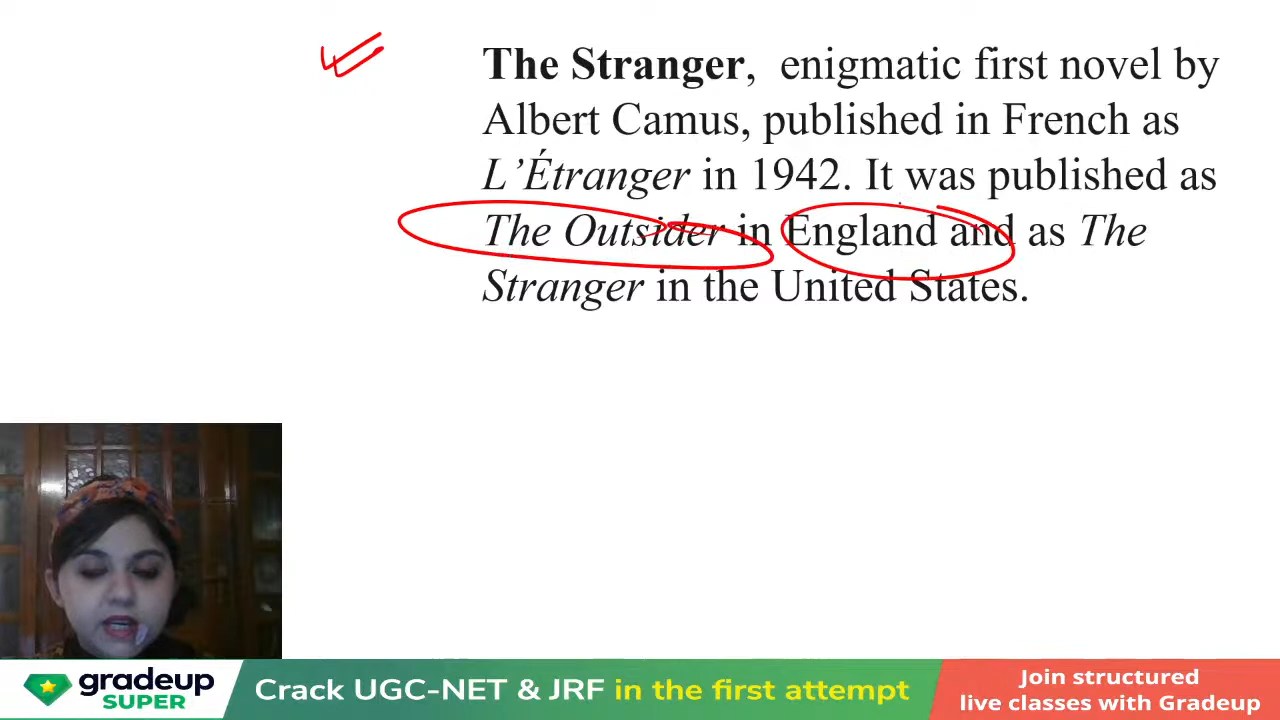 The Stranger, enigmatic first novel by
Albert Camus, published in French as
L’Étranger in 1942. It was published as
The Outsider in England and as The
Stranger in the United States.
gradeup
SUPER
Crack UGC-NET & JRF in the first attempt
Join structured
live classes with Gradeup